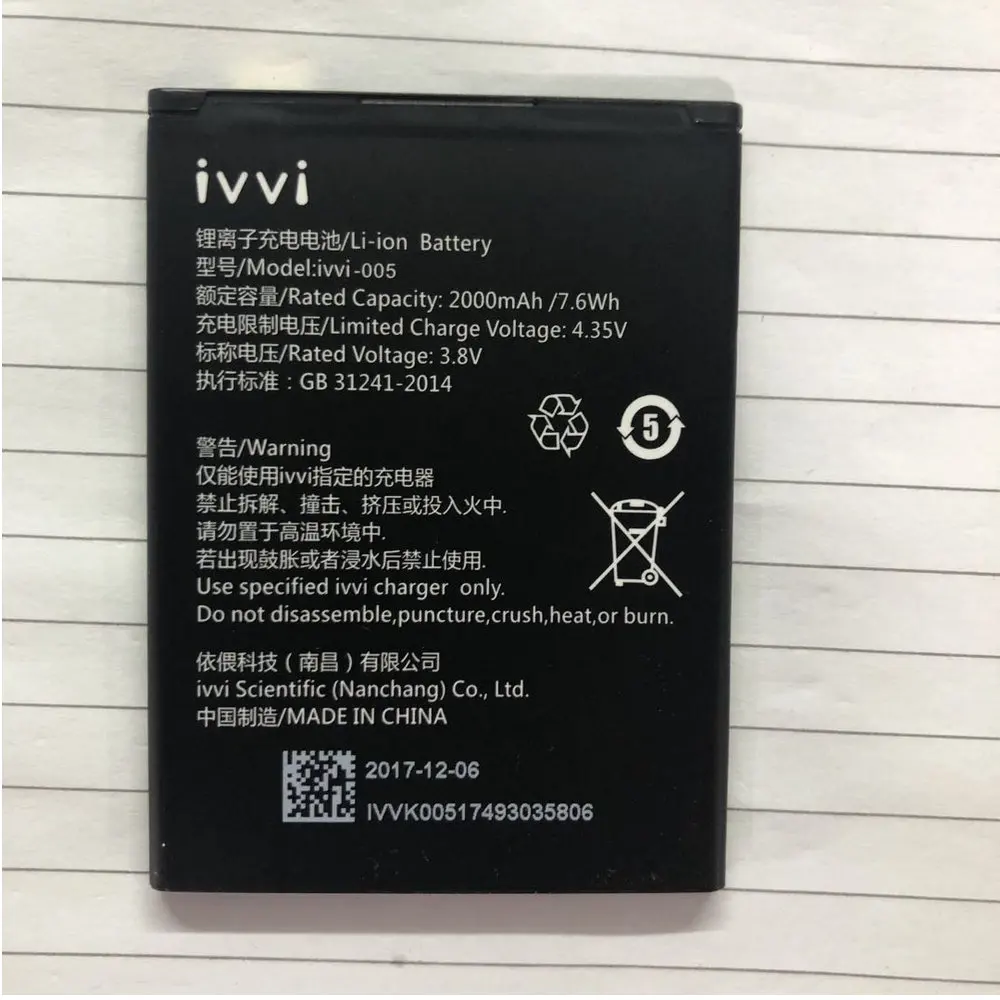 ivvi
锂离子充电电池/Li-ion Battery
型号/Model:ivvi-005
额定容量/Rated Capacity: 2000mAh /7.6Wh
充电限制电压/Limited Charge Voltage: 4.35V
标称电压/Rated Voltage: 3.8V
执行标准：GB 31241-2014
5
警告/Warning
仅能使用ivvi指定的充电器
禁止拆解、撞击、挤压或投入火中.
请勿置于高温环境中.
若出现鼓胀或者浸水后禁止使用.
Use specified ivvi charger only.
Do not disassemble,puncture,crush,heat,or burn.
依偎科技（南昌）有限公司
ivvi Scientific (Nanchang) Co., Ltd.
中国制造/MADE IN CHINA
2017-12-06
IVVK00517493035806